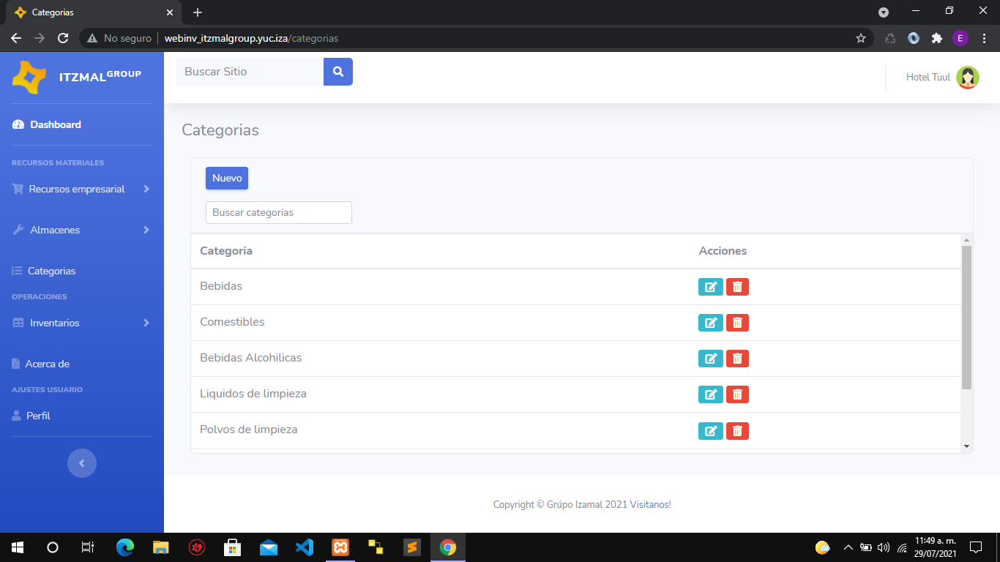 Categorias
No seguro
webinv_itzmalgroup.yuc.iza/categorias
E
ITZMALGROUP
Buscar Sitio
Hotel Tuul
Dashboard
RECURSOS MATERIALES
Recursos empresarial
Almacenes
Categorias
OPERACIONES
Inventarios
Acerca de
AJUSTES USUARIO
Perfil
Categorias
Nuevo
Buscar categorias
Categoria Acciones
Bebidas
Comestibles
Bebidas Alcohilicas
Liquidos de limpieza
Polvos de limpieza
Copyright © Grúpo Izamal 2021 Visitanos!
11:49 a. m.
29/07/2021